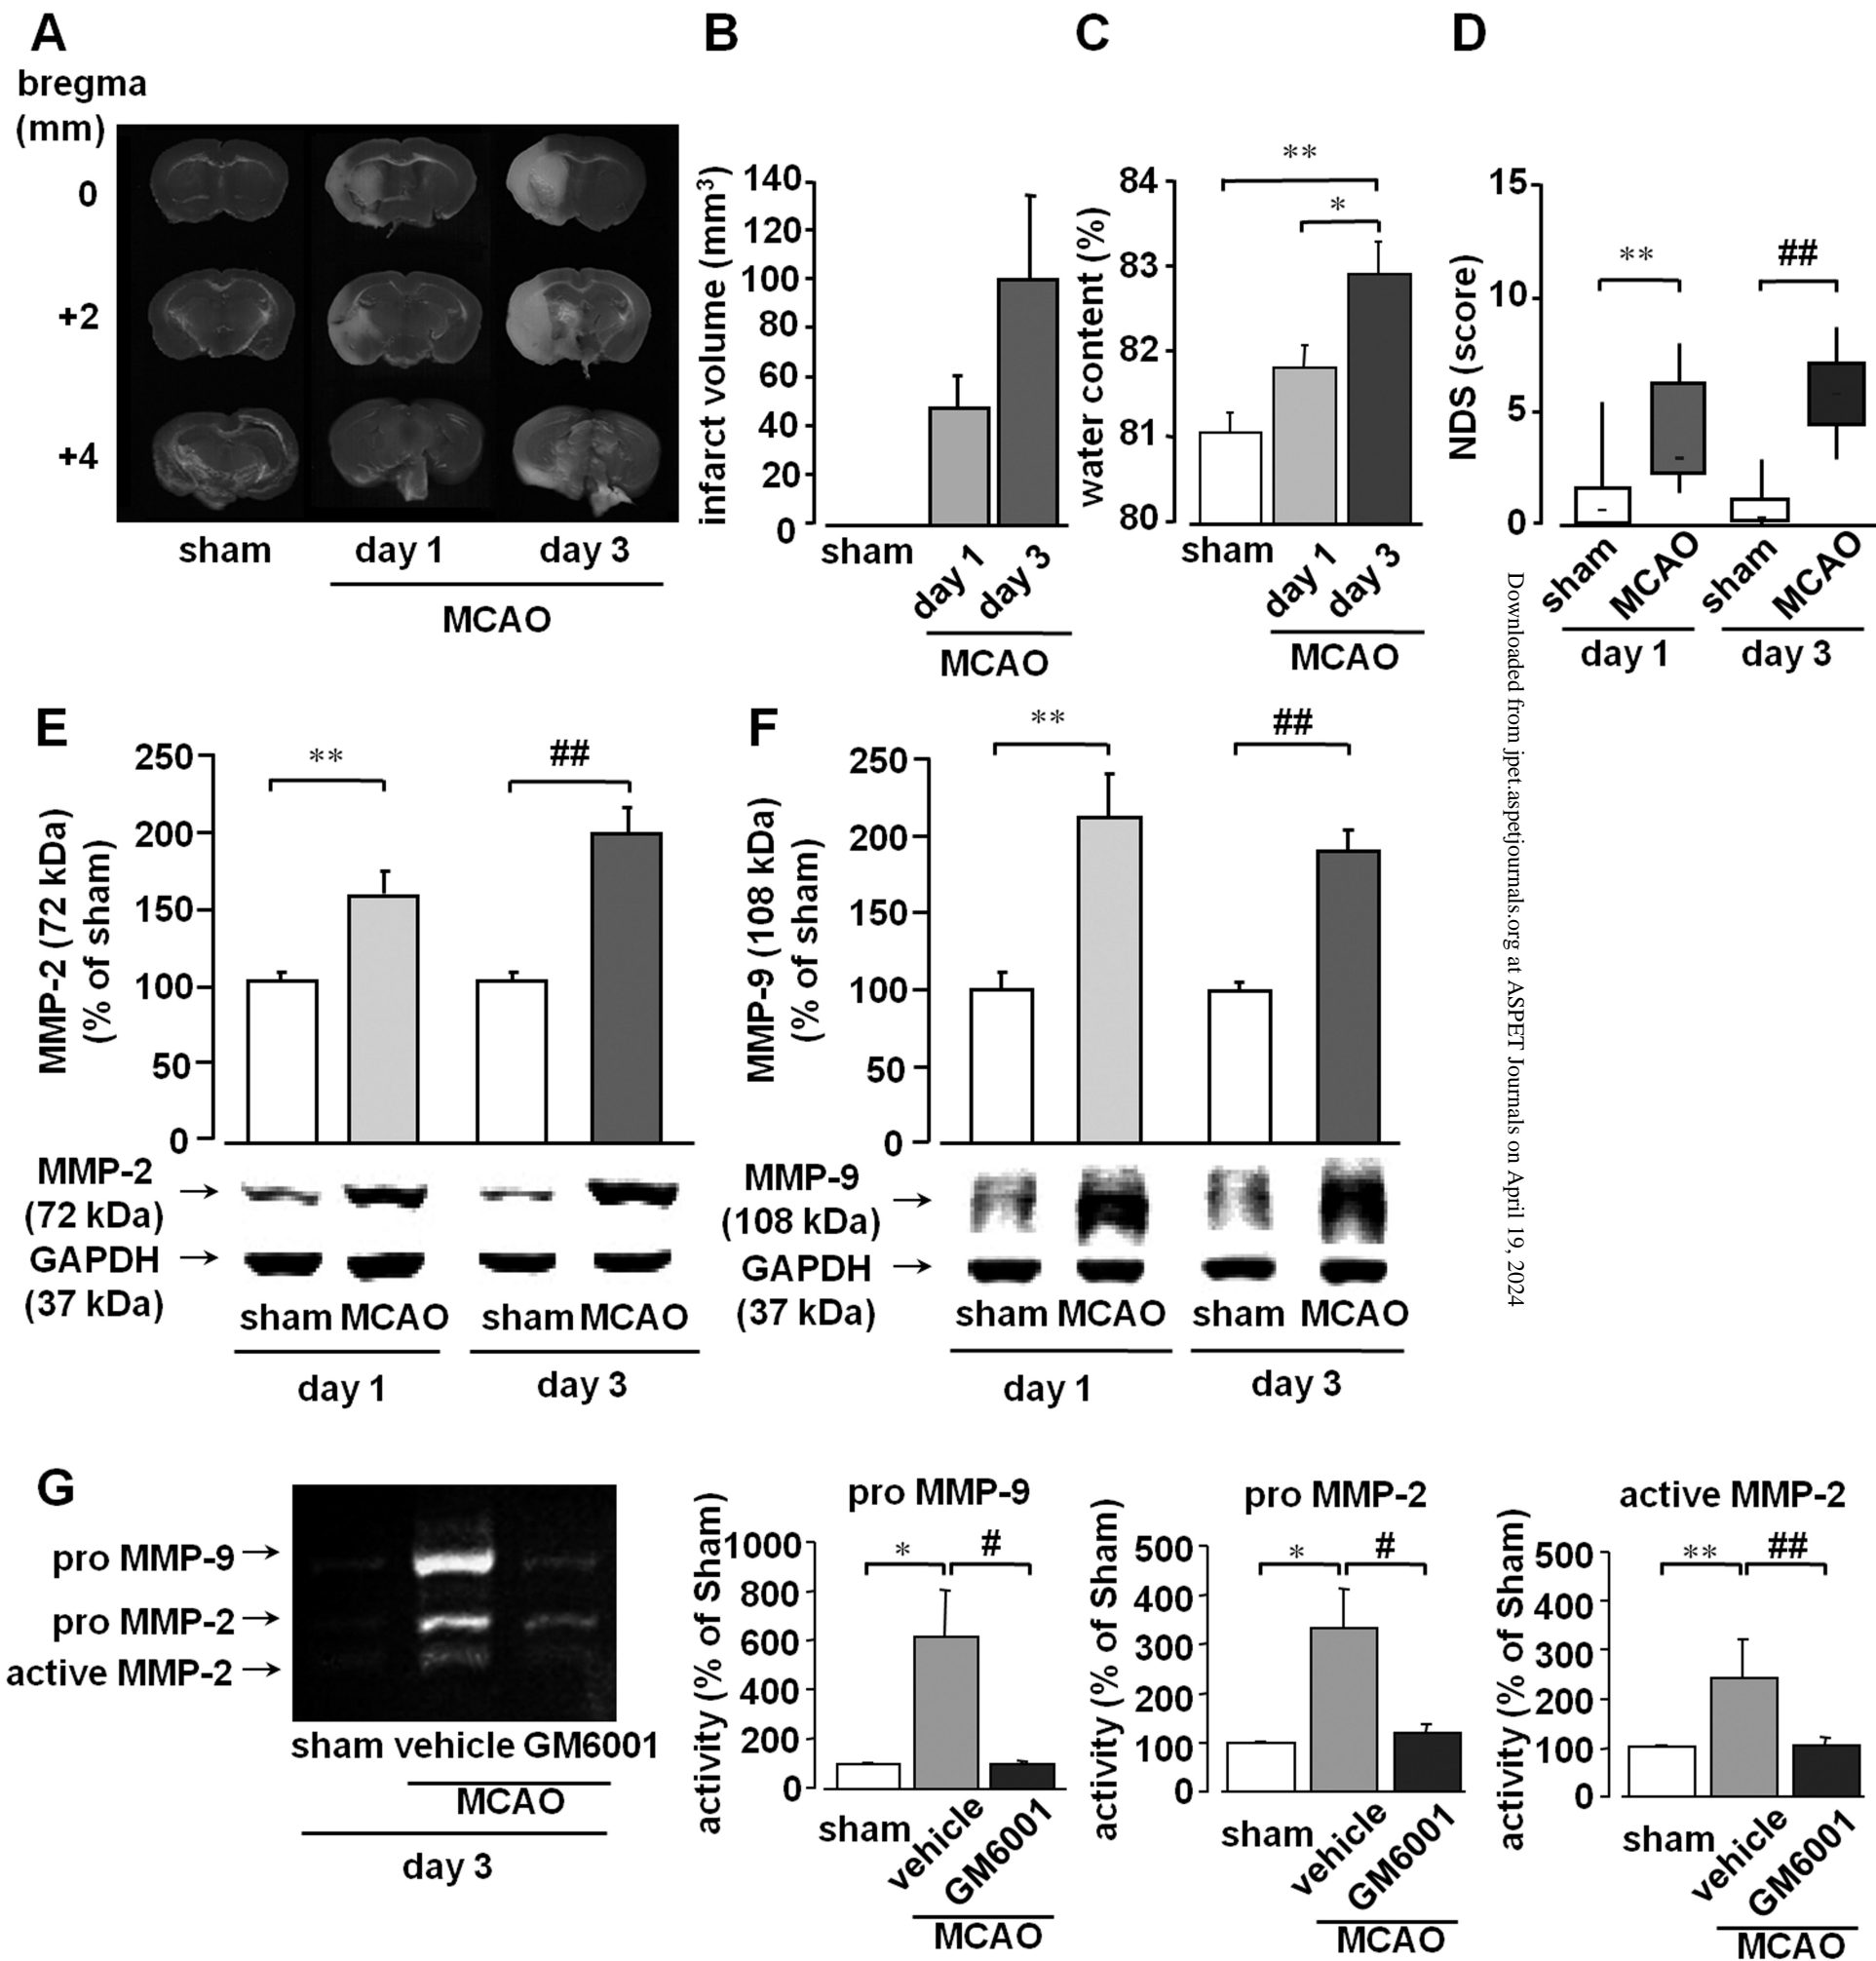 A
bregma
(mm)
0
+2
+4
sham
day 1
day 3
MCAO
B
infarct volume (mm³)
140
120
100
80
60
40
20
0
sham
day 1
day 3
MCAO
C
water content (%)
84
83
82
81
80
**
*
sham
day 1
day 3
MCAO
D
NDS (score)
15
10
5
0
**
##
sham
MCAO
sham
MCAO
day 1
day 3
Downloaded from jpet.aspetjournals.org at ASPET Journals on April 19, 2024
E
MMP-2 (72 kDa)
(% of sham)
250
200
150
100
50
0
**
##
MMP-2
(72 kDa)
GAPDH
(37 kDa)
sham MCAO
sham MCAO
day 1
day 3
F
MMP-9 (108 kDa)
(% of sham)
250
200
150
100
50
0
**
##
MMP-9
(108 kDa)
GAPDH
(37 kDa)
sham MCAO
sham MCAO
day 1
day 3
G
pro MMP-9
pro MMP-2
active MMP-2
sham vehicle GM6001
MCAO
day 3
pro MMP-9
activity (% of Sham)
1000
800
600
400
200
0
*
#
sham
vehicle
GM6001
MCAO
pro MMP-2
activity (% of Sham)
500
400
300
200
100
0
*
#
sham
vehicle
GM6001
MCAO
active MMP-2
activity (% of Sham)
500
400
300
200
100
0
**
##
sham
vehicle
GM6001
MCAO